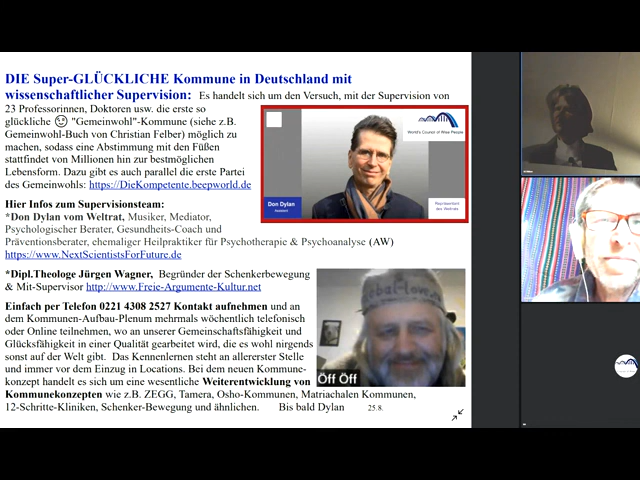 DIE Super-GLÜCKLICHE Kommune in Deutschland mit
wissenschaftlicher Supervision: Es handelt sich um den Versuch, mit der Supervision von
23 Professorinnen, Doktoren usw. die erste so
glückliche 😉 "Gemeinwohl"-Kommune (siehe z.B.
Gemeinwohl-Buch von Christian Felber) möglich zu
machen, sodass eine Abstimmung mit den Füßen
stattfindet von Millionen hin zur bestmöglichen
Lebensform. Dazu gibt es auch parallel die erste Partei
des Gemeinwohls: https://DieKompetente.beepworld.de
World's Council of Wise People
Don Dylan
Repräsentant
des Weltrats
Hier Infos zum Supervisionsteam:
*Don Dylan vom Weltrat, Musiker, Mediator,
Psychologischer Berater, Gesundheits-Coach und
Präventionsberater, ehemaliger Heilpraktiker für Psychotherapie & Psychoanalyse (AW)
https://www.NextScientistsForFuture.de
*Dipl.Theologe Jürgen Wagner, Begründer der Schenkerbewegung
& Mit-Supervisor http://www.Freie-Argumente-Kultur.net
Einfach per Telefon 0221 4308 2527 Kontakt aufnehmen und an
dem Kommunen-Aufbau-Plenum mehrmals wöchentlich telefonisch
oder Online teilnehmen, wo an unserer Gemeinschaftsfähigkeit und
Glücksfähigkeit in einer Qualität gearbeitet wird, die es wohl nirgends
sonst auf der Welt gibt. Das Kennenlernen steht an allererster Stelle
und immer vor dem Einzug in Locations. Bei dem neuen Kommune-
konzept handelt es sich um eine wesentliche Weiterentwicklung von
Kommunekonzepten wie z.B. ZEGG, Tamera, Osho-Kommunen, Matriachalen Kommunen,
12-Schritte-Kliniken, Schenker-Bewegung und ähnlichen. Bis bald Dylan 25.8.
Öff Öff